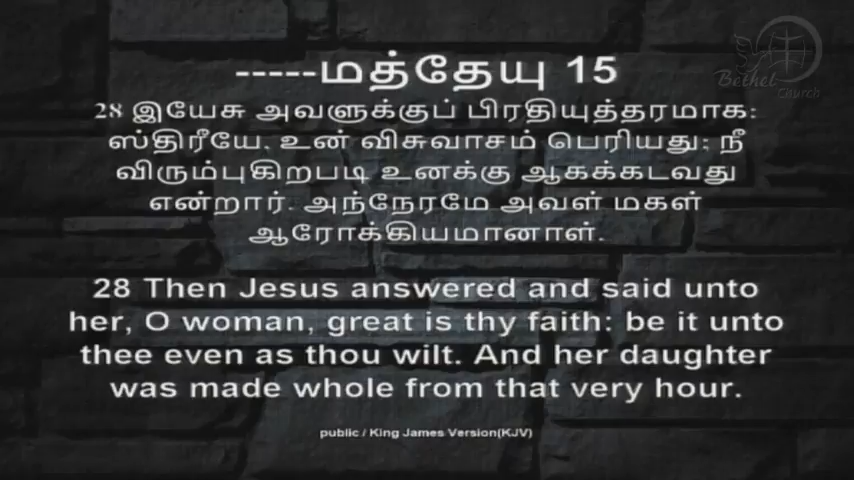 Bethel
Church
-----மத்தேயு 15
28 இயேசு அவளுக்குப் பிரதியுத்தரமாக:
ஸ்திரீயே, உன் விசுவாசம் பெரியது; நீ
விரும்புகிறபடி உனக்கு ஆகக்கடவது
என்றார். அந்நேரமே அவள் மகள்
ஆரோக்கியமானாள்.
28 Then Jesus answered and said unto
her, O woman, great is thy faith: be it unto
thee even as thou wilt. And her daughter
was made whole from that very hour.
public / King James Version(KJV)